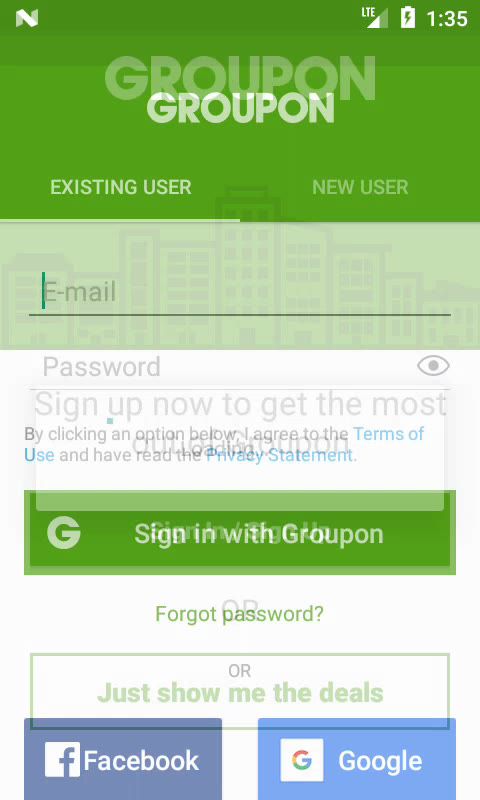 LTE 1:35
GROUPON
GROUPON
EXISTING USER NEW USER
E-mail
Password
Sign up now to get the most
out of Groupon
Loading
By clicking an option below, I agree to the Terms of
Use and have read the Privacy Statement.
Sign in with Groupon
Sign In / Sign Up
OR
Forgot password?
OR
Just show me the deals
Facebook Google